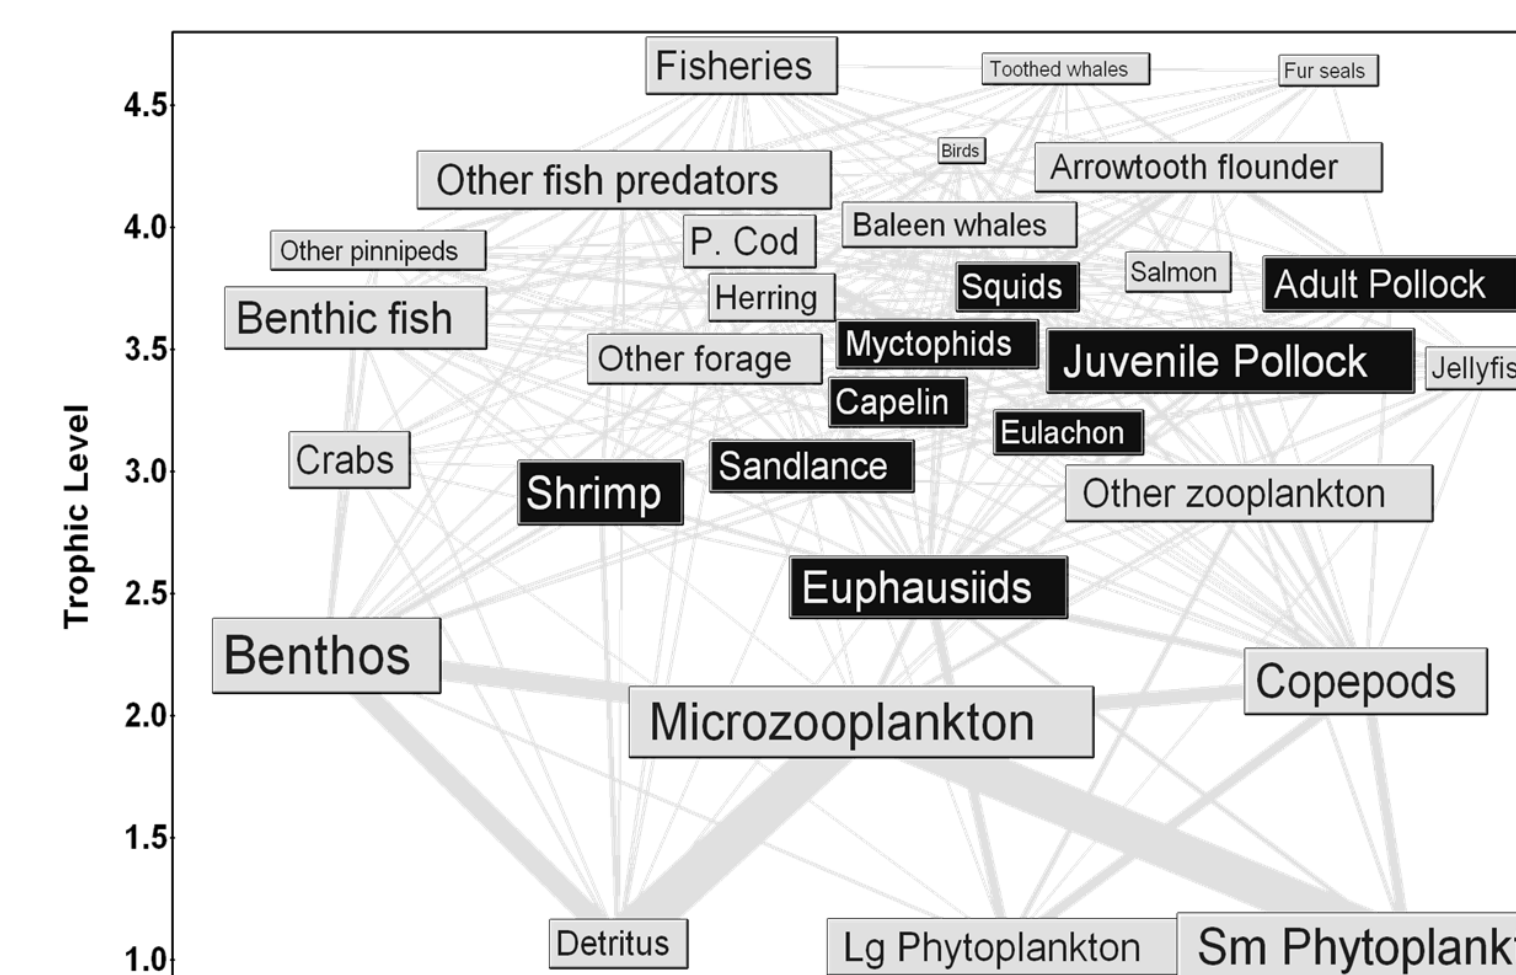 Fisheries
Toothed whales
Fur seals
4.5
Birds
Other fish predators
Arrowtooth flounder
4.0
P. Cod
Baleen whales
Other pinnipeds
Salmon
Squids
Adult Pollock
Herring
Benthic fish
3.5
Myctophids
Other forage
Juvenile Pollock
Jellyfis
Capelin
Eulachon
Trophic Level
Crabs
3.0
Sandlance
Shrimp
Other zooplankton
2.5
Euphausiids
Benthos
Copepods
2.0
Microzooplankton
1.5
Detritus
Lg Phytoplankton
Sm Phytoplankt
1.0